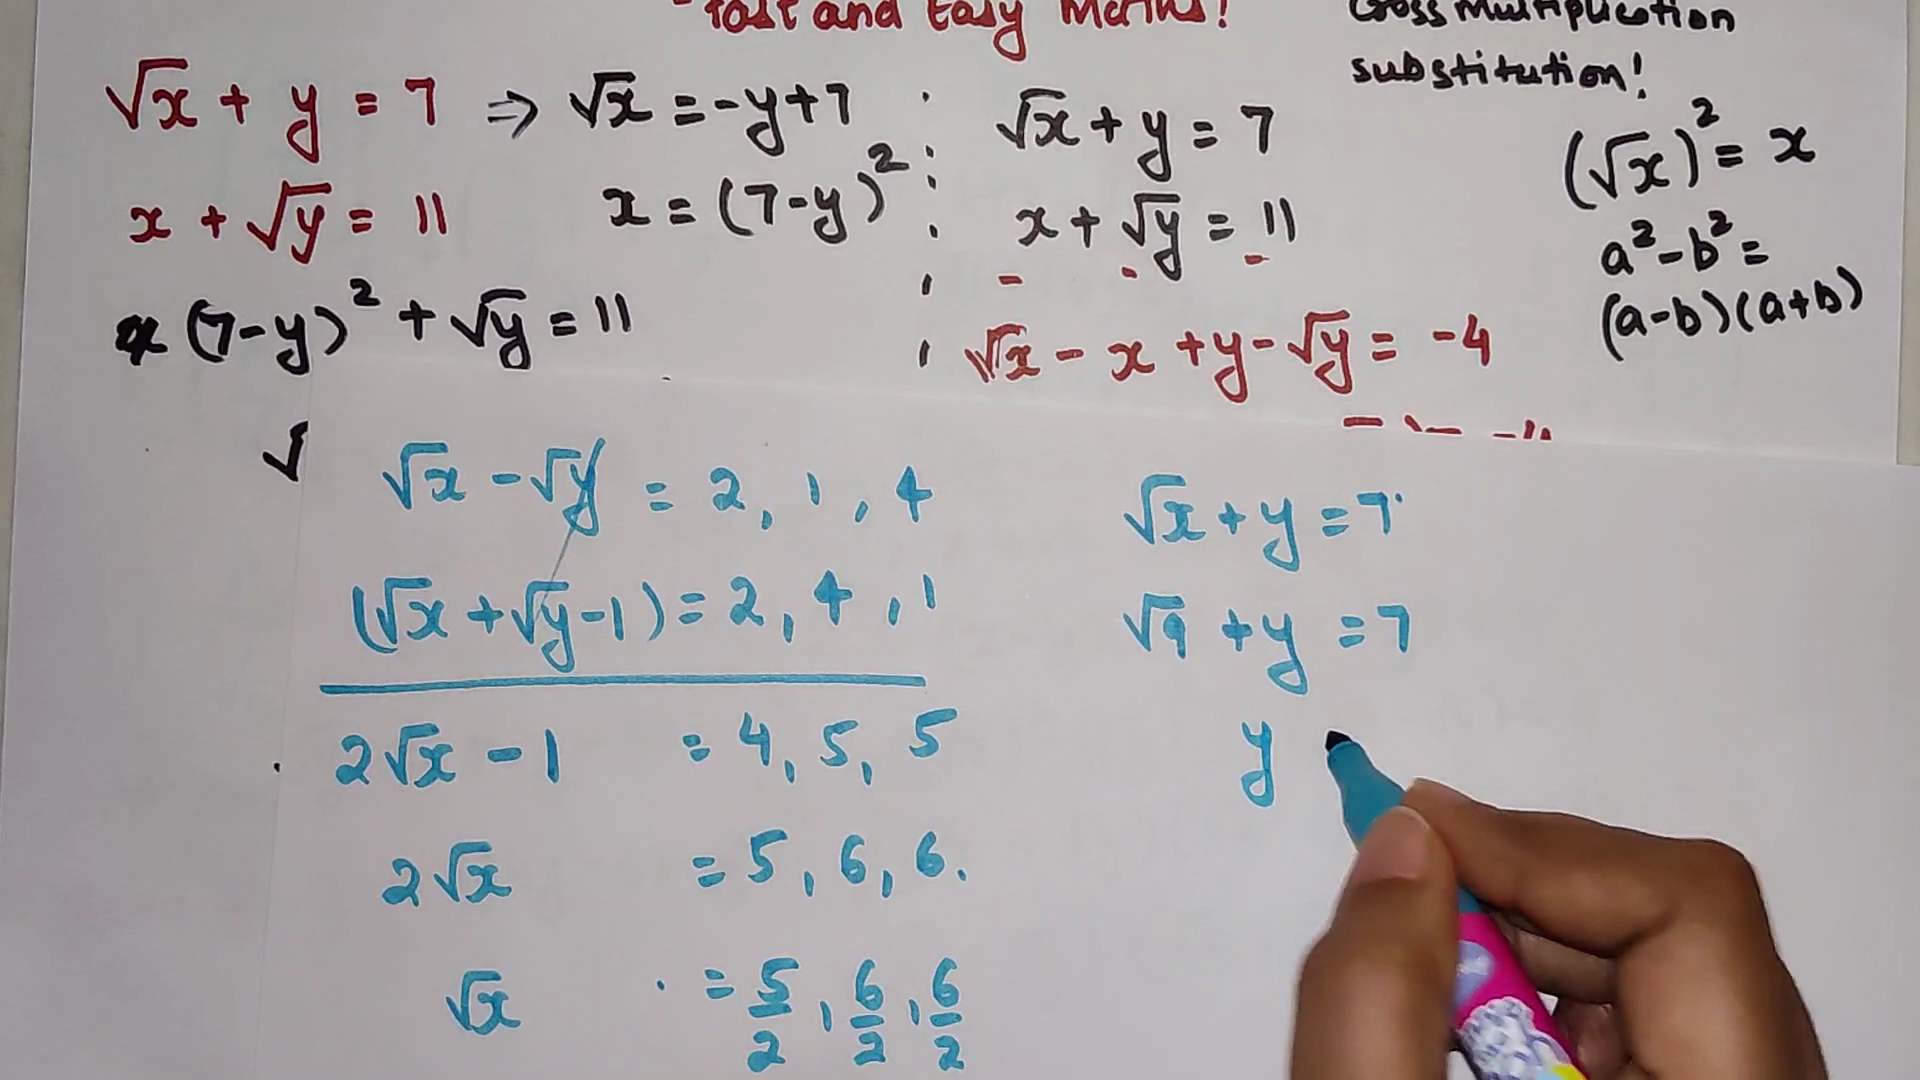 fast and Easy Maths!
Cross Multiplication
substitution!
√x + y = 7 ⇒ √x = -y+7
x + √y = 11
x = (7-y)²
(7-y)² + √y = 11
√x + y = 7
x + √y = 11
- - -
√x - x + y - √y = -4
(√x)² = x
a² - b² =
(a-b)(a+b)
√x - √y = 2, 1, 4
(√x + √y - 1) = 2, 4, 1
2√x - 1 = 4, 5, 5
2√x = 5, 6, 6.
√x = 5/2, 6/2, 6/2
√x + y = 7
√9 + y = 7
y